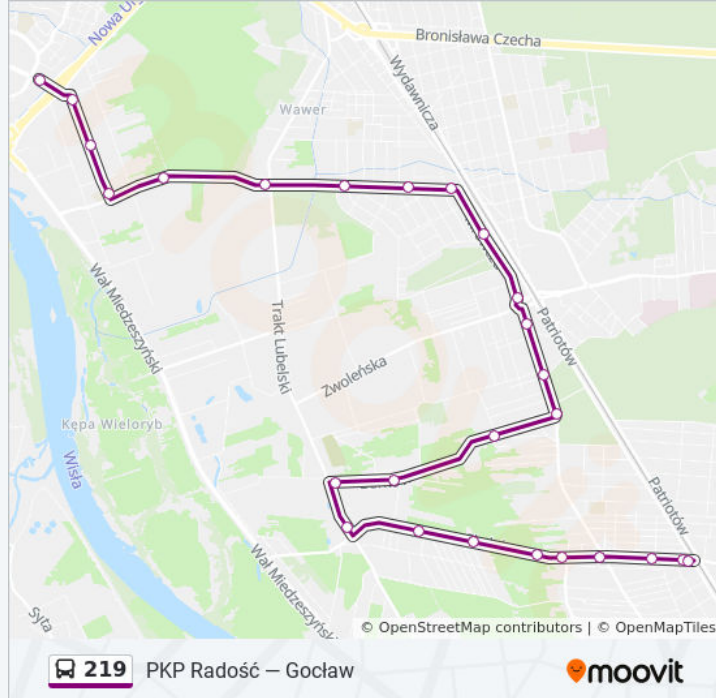 Nowa U
Bronisława Czecha
Wydawnicza
Wawer
Wał Miedzeszyński
Trakt Lubelski
Patriotów
Zwoleńska
Kępa Wieloryb
Wisła
Patriotów
Wał Miedzeszyński
Syta
© OpenStreetMap contributors | © OpenMapTiles
219 PKP Radość — Gocław
moovit